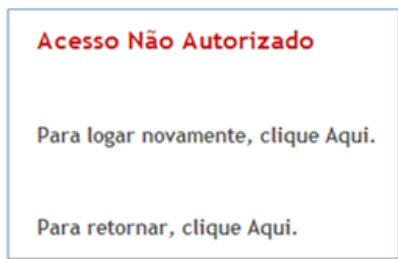 Acesso Não Autorizado
Para logar novamente, clique Aqui.
Para retornar, clique Aqui.